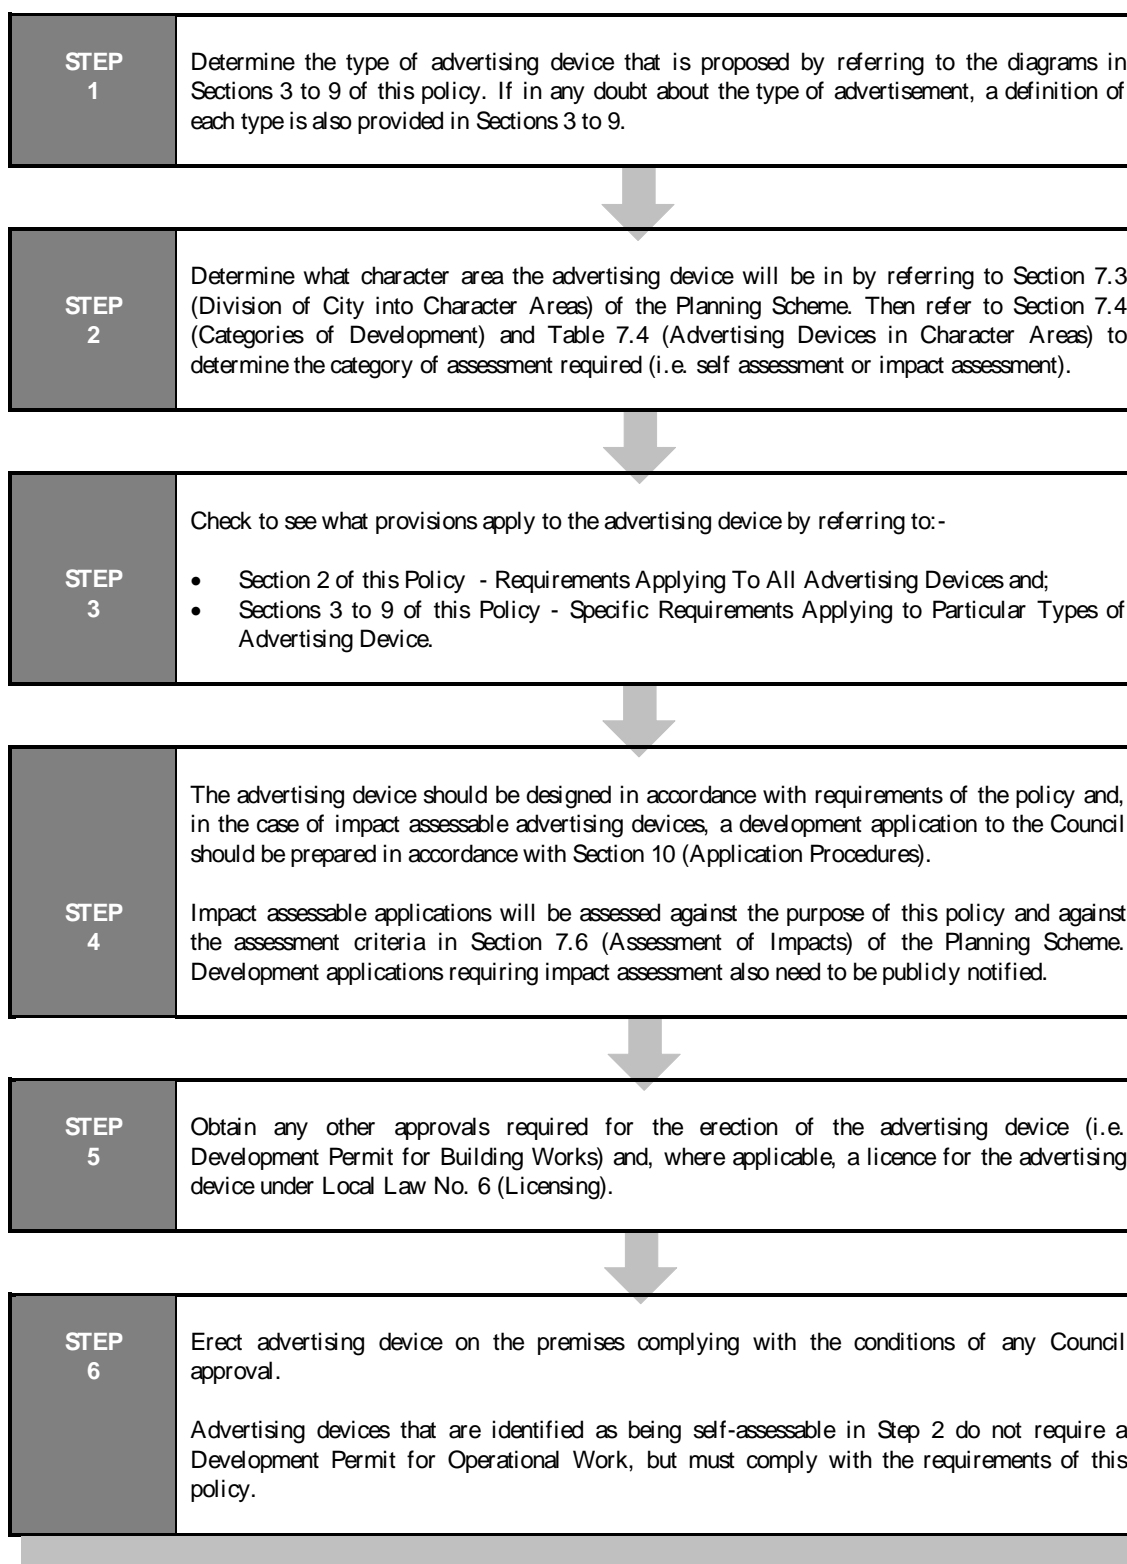 STEP
1
Determine the type of advertising device that is proposed by referring to the diagrams in
Sections 3 to 9 of this policy. If in any doubt about the type of advertisement, a definition of
each type is also provided in Sections 3 to 9.
STEP
2
Determine what character area the advertising device will be in by referring to Section 7.3
(Division of City into Character Areas) of the Planning Scheme. Then refer to Section 7.4
(Categories of Development) and Table 7.4 (Advertising Devices in Character Areas) to
determine the category of assessment required (i.e. self assessment or impact assessment).
STEP
3
Check to see what provisions apply to the advertising device by referring to:-
• Section 2 of this Policy - Requirements Applying To All Advertising Devices and;
• Sections 3 to 9 of this Policy - Specific Requirements Applying to Particular Types of
Advertising Device.
STEP
4
The advertising device should be designed in accordance with requirements of the policy and,
in the case of impact assessable advertising devices, a development application to the Council
should be prepared in accordance with Section 10 (Application Procedures).
Impact assessable applications will be assessed against the purpose of this policy and against
the assessment criteria in Section 7.6 (Assessment of Impacts) of the Planning Scheme.
Development applications requiring impact assessment also need to be publicly notified.
STEP
5
Obtain any other approvals required for the erection of the advertising device (i.e.
Development Permit for Building Works) and, where applicable, a licence for the advertising
device under Local Law No. 6 (Licensing).
STEP
6
Erect advertising device on the premises complying with the conditions of any Council
approval.
Advertising devices that are identified as being self-assessable in Step 2 do not require a
Development Permit for Operational Work, but must comply with the requirements of this
policy.